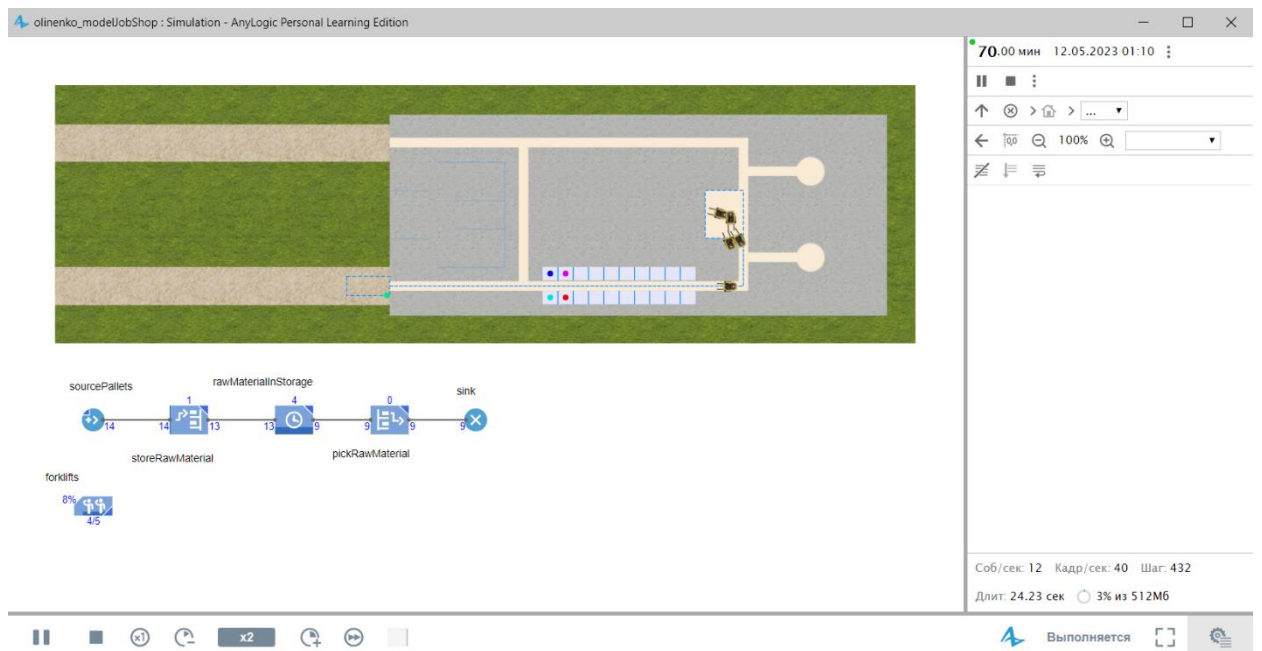 olinenko_modelJobShop : Simulation - AnyLogic Personal Learning Edition
70.00 мин 12.05.2023 01:10
...
0,0 100%
sourcePallets
rawMaterialInStorage
sink
1 4 0
14 14 13 13 9 9 9 9
storeRawMaterial
pickRawMaterial
forklifts
8%
4/5
Соб/сек: 12 Кадр/сек: 40 Шаг: 432
Длит: 24.23 сек 3% из 512Мб
x1 x2 Выполняется